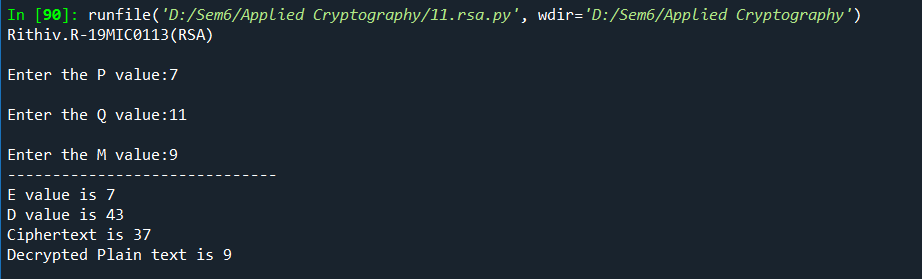 In [90]: runfile('D:/Sem6/Applied Cryptography/11.rsa.py', wdir='D:/Sem6/Applied Cryptography')
Rithiv.R-19MIC0113(RSA)
Enter the P value:7
Enter the Q value:11
Enter the M value:9
------------------------------
E value is 7
D value is 43
Ciphertext is 37
Decrypted Plain text is 9